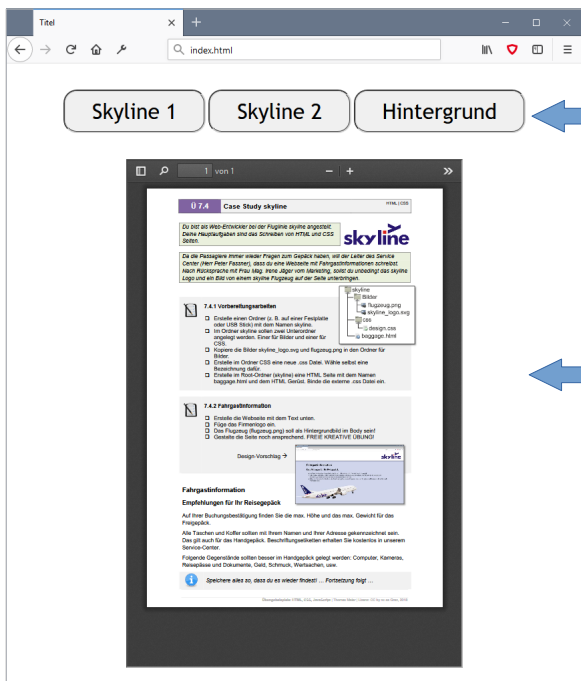 Titel
index.html
Skyline 1
Skyline 2
Hintergrund
1 von 1
Ü 7.4 Case Study skyline
HTML | CSS
Du bist als Web-Entwickler bei der Fluglinie skyline angestellt.
Deine Hauptaufgaben sind das Schreiben von HTML und CSS
Seiten.
skyline
Da die Passagiere immer wieder Fragen zum Gepäck haben, will der Leiter des Service
Center (Herr Peter Fassner), dass du eine Webseite mit Fahrgastinformationen schreibst.
Nach Rücksprache mit Frau Mag. Irene Jäger vom Marketing, sollst du unbedingt das skyline
Logo und ein Bild von einem skyline Flugzeug auf der Seite unterbringen.
7.4.1 Vorbereitungsarbeiten
Erstelle einen Ordner (z. B. auf einer Festplatte
oder USB Stick) mit dem Namen skyline.
Im Ordner skyline sollen zwei Unterordner
angelegt werden. Einer für Bilder und einer für
CSS.
Kopiere die Bilder skyline_logo.svg und flugzeug.png in den Ordner für
Bilder.
Erstelle im Ordner CSS eine neue .css Datei. Wähle selbst eine
Bezeichnung dafür.
Erstelle im Root-Ordner (skyline) eine HTML Seite mit dem Namen
baggage.html und dem HTML Gerüst. Binde die externe .css Datei ein.
skyline
Bilder
flugzeug.png
skyline_logo.svg
css
design.css
baggage.html
7.4.2 Fahrgastinformation
Erstelle die Webseite mit dem Text unten.
Füge das Firmenlogo ein.
Das Flugzeug (flugzeug.png) soll als Hintergrundbild im Body sein!
Gestalte die Seite noch ansprechend. FREIE KREATIVE ÜBUNG!
Design-Vorschlag →
skyline
Fahrgastinformation
Empfehlungen für Ihr Reisegepäck
Auf Ihrer Buchungsbestätigung finden Sie die max. Höhe und das max. Gewicht für das
Freigepäck.
Alle Taschen und Koffer sollten mit Ihrem Namen und Ihrer Adresse gekennzeichnet sein.
Das gilt auch für das Handgepäck. Beschriftungsetiketten erhalten Sie kostenlos in unserem
Service-Center.
Folgende Gegenstände sollten besser im Handgepäck gelegt werden: Computer, Kameras,
Reisepässe und Dokumente, Geld, Schmuck, Wertsachen, usw.
Speichere alles so, dass du es wieder findest! … Fortsetzung folgt …